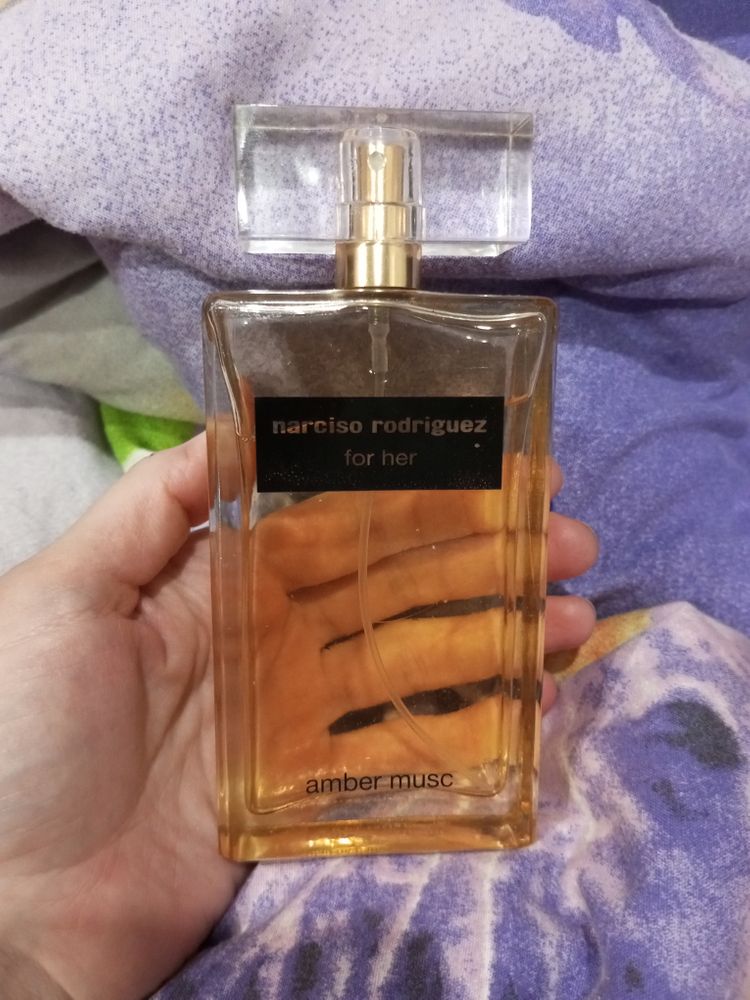 narciso rodriguez
for her
amber musc